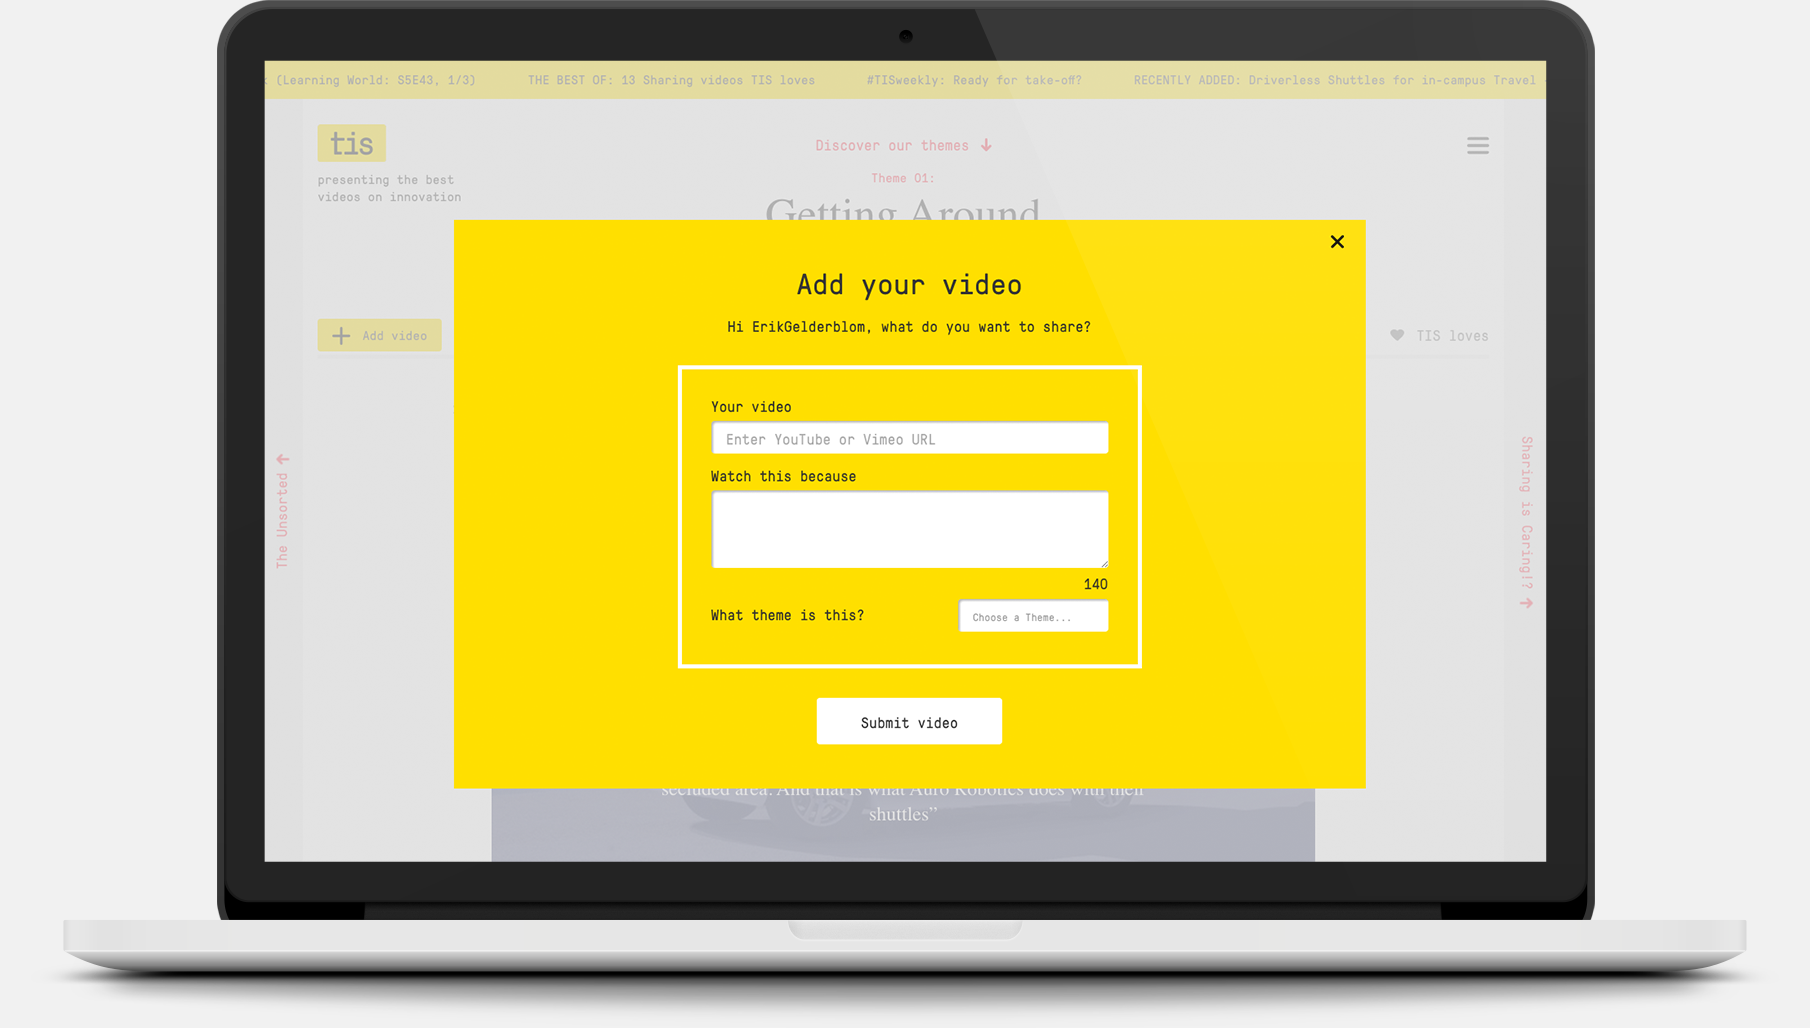 (Learning World: S5E43, 1/3) THE BEST OF: 13 Sharing videos TIS loves #TISweekly: Ready for take-off? RECENTLY ADDED: Driverless Shuttles for in-campus Travel
tis
presenting the best
videos on innovation
Discover our themes
Theme 01:
Getting Around
Add video
TIS loves
The Unsorted
Sharing is Caring!?
Add your video
Hi ErikGelderblom, what do you want to share?
Your video
Enter YouTube or Vimeo URL
Watch this because
140
What theme is this?
Choose a Theme...
Submit video
secluded area. And that is what Auro Robotics does with their
shuttles”